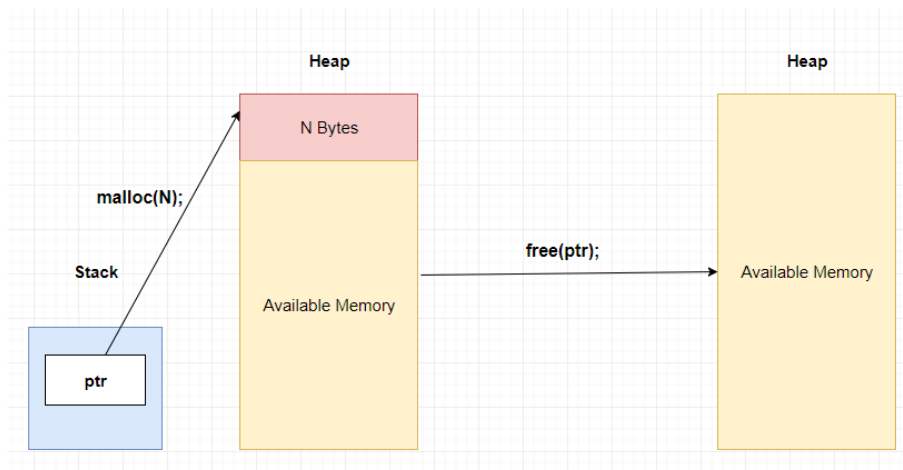 Heap
Heap
N Bytes
malloc(N);
free(ptr);
Stack
Available Memory
Available Memory
ptr